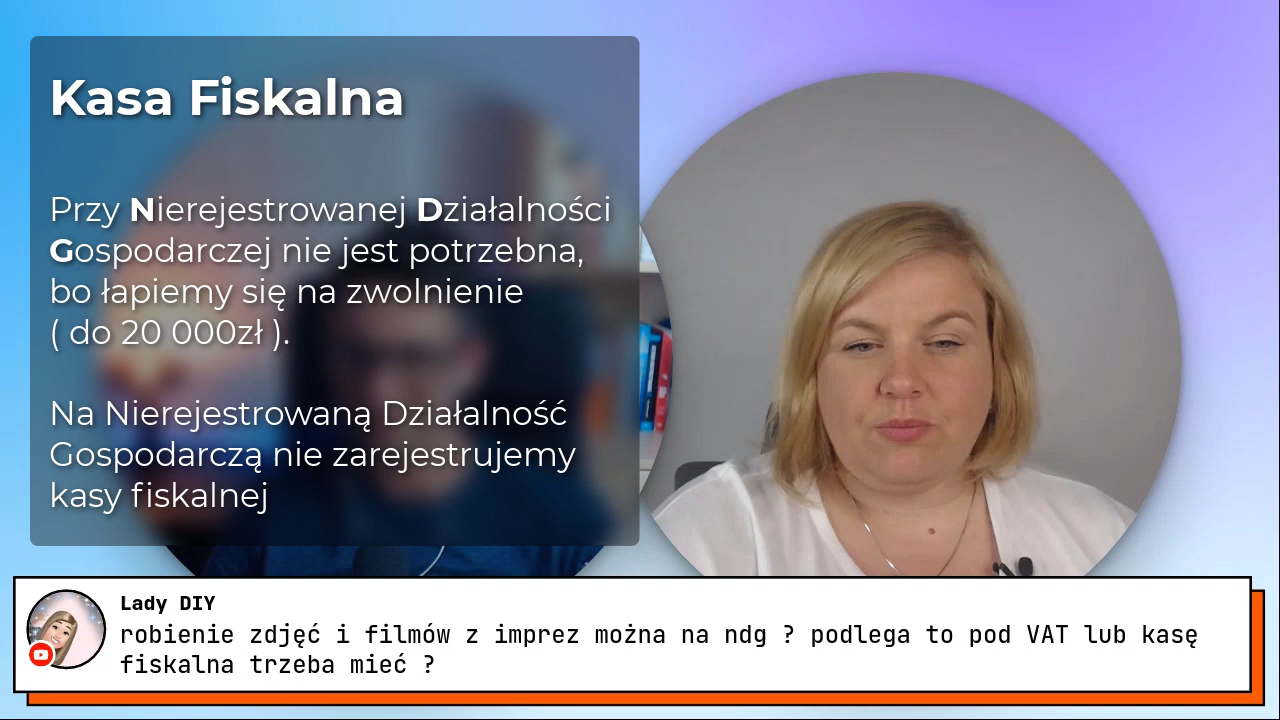 Kasa Fiskalna
Przy Nierejestrowanej Działalności
Gospodarczej nie jest potrzebna,
bo łapiemy się na zwolnienie
( do 20 000zł ).
Na Nierejestrowaną Działalność
Gospodarczą nie zarejestrujemy
kasy fiskalnej
Lady DIY
robienie zdjęć i filmów z imprez można na ndg ? podlega to pod VAT lub kasę
fiskalna trzeba mieć ?